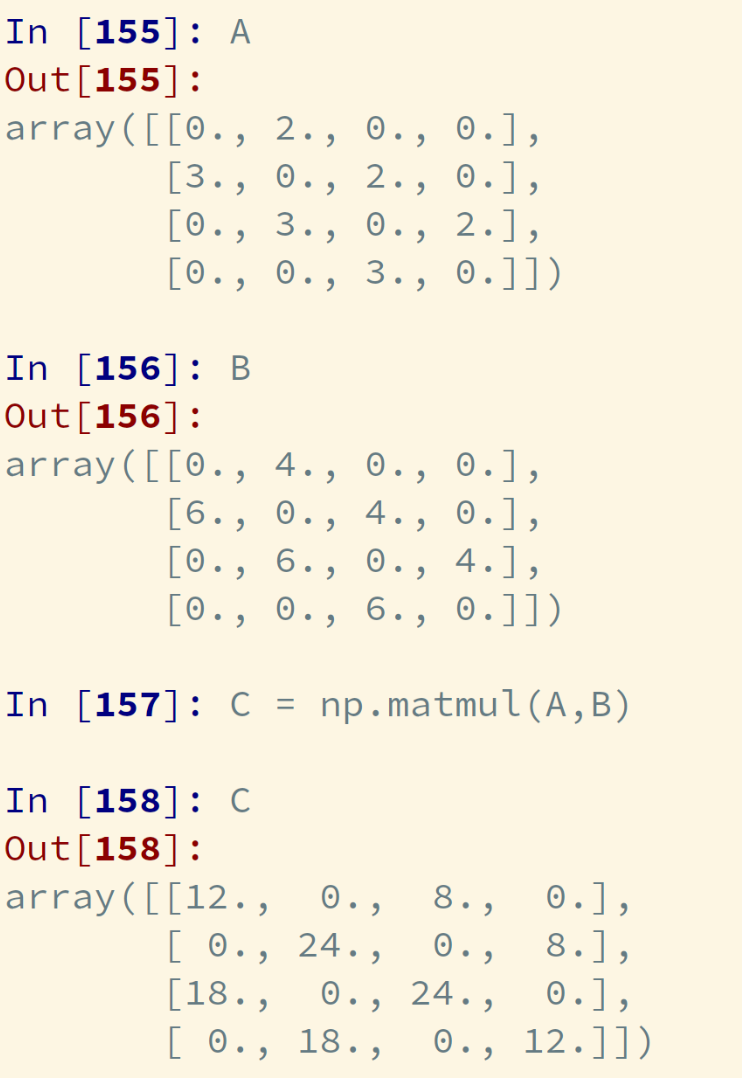 In [155]: A
Out[155]:
array([[0., 2., 0., 0.],
       [3., 0., 2., 0.],
       [0., 3., 0., 2.],
       [0., 0., 3., 0.]])
In [156]: B
Out[156]:
array([[0., 4., 0., 0.],
       [6., 0., 4., 0.],
       [0., 6., 0., 4.],
       [0., 0., 6., 0.]])
In [157]: C = np.matmul(A,B)
In [158]: C
Out[158]:
array([[12.,  0.,  8.,  0.],
       [ 0., 24.,  0.,  8.],
       [18.,  0., 24.,  0.],
       [ 0., 18.,  0., 12.]])